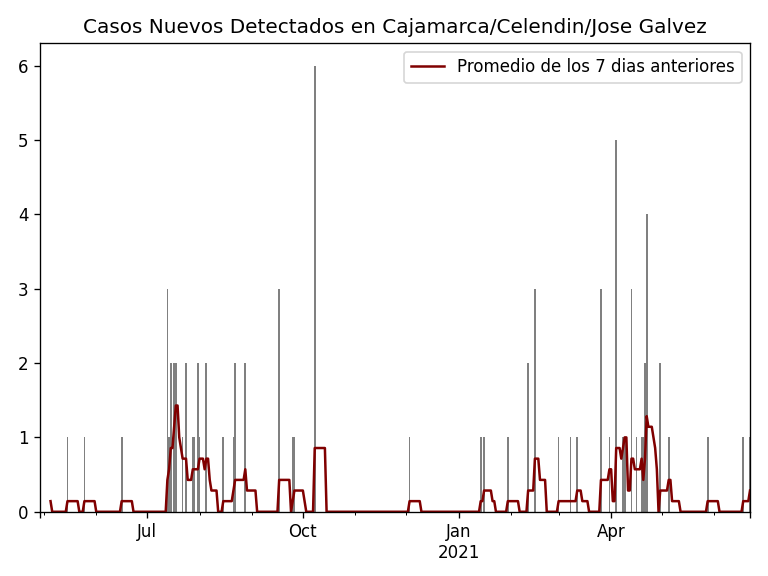 Casos Nuevos Detectados en Cajamarca/Celendin/Jose Galvez
Promedio de los 7 dias anteriores
6
5
4
3
2
1
0
Jul
Oct
Jan
2021
Apr